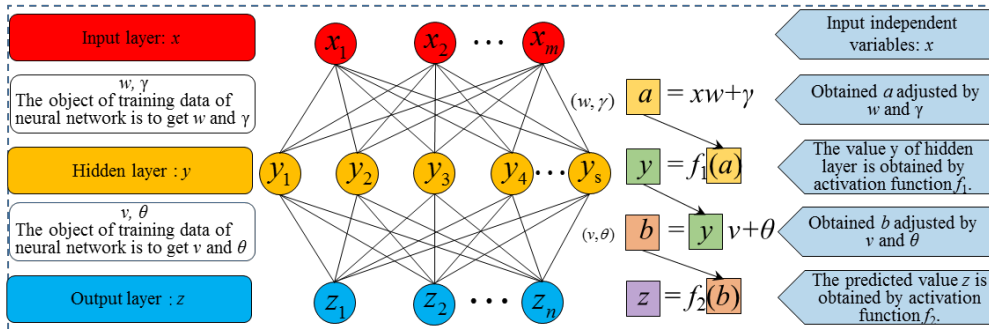 Input layer: x
w, γ
The object of training data of
neural network is to get w and γ
Hidden layer : y
v, θ
The object of training data of
neural network is to get v and θ
Output layer : z
x1 x2 ··· xm
y1 y2 y3 y4 ··· ys
z1 z2 ··· zn
(w, γ) a = xw+γ
y = f1(a)
(v,θ) b = y v+θ
z = f2(b)
Input independent
variables: x
Obtained a adjusted by
w and γ
The value y of hidden
layer is obtained by
activation function f1.
Obtained b adjusted by
v and θ
The predicted value z is
obtained by activation
function f2.